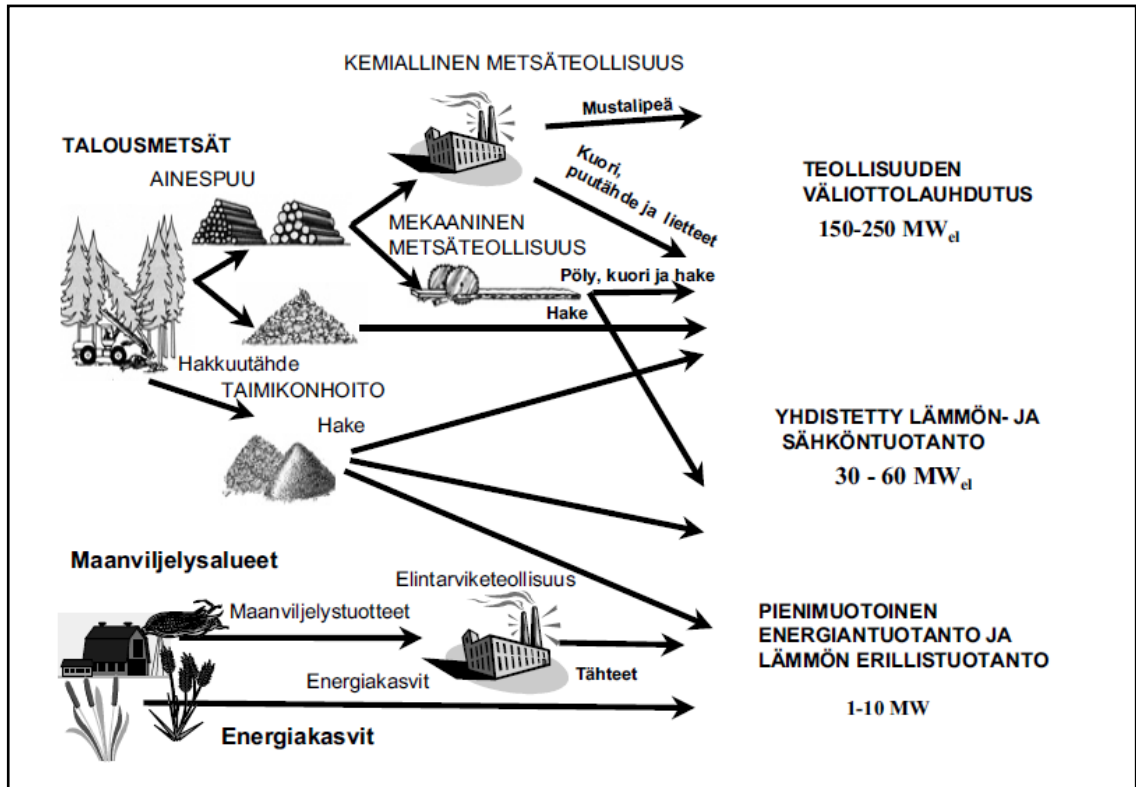 KEMIALLINEN METSÄTEOLLISUUS
Mustalipeä
TALOUSMETSÄT
AINESPUU
Kuori,
puutähde ja lietteet
TEOLLISUUDEN
VÄLIOTTOLAUHDUTUS
150-250 MWel
MEKAANINEN
METSÄTEOLLISUUS
Pöly, kuori ja hake
Hake
Hakkuutähde
TAIMIKONHOITO
Hake
YHDISTETTY LÄMMÖN- JA
SÄHKÖNTUOTANTO
30 - 60 MWel
Maanviljelysalueet
Elintarviketeollisuus
Maanviljelystuotteet
Tähteet
Energiakasvit
Energiakasvit
PIENIMUOTOINEN
ENERGIANTUOTANTO JA
LÄMMÖN ERILLISTUOTANTO
1-10 MW